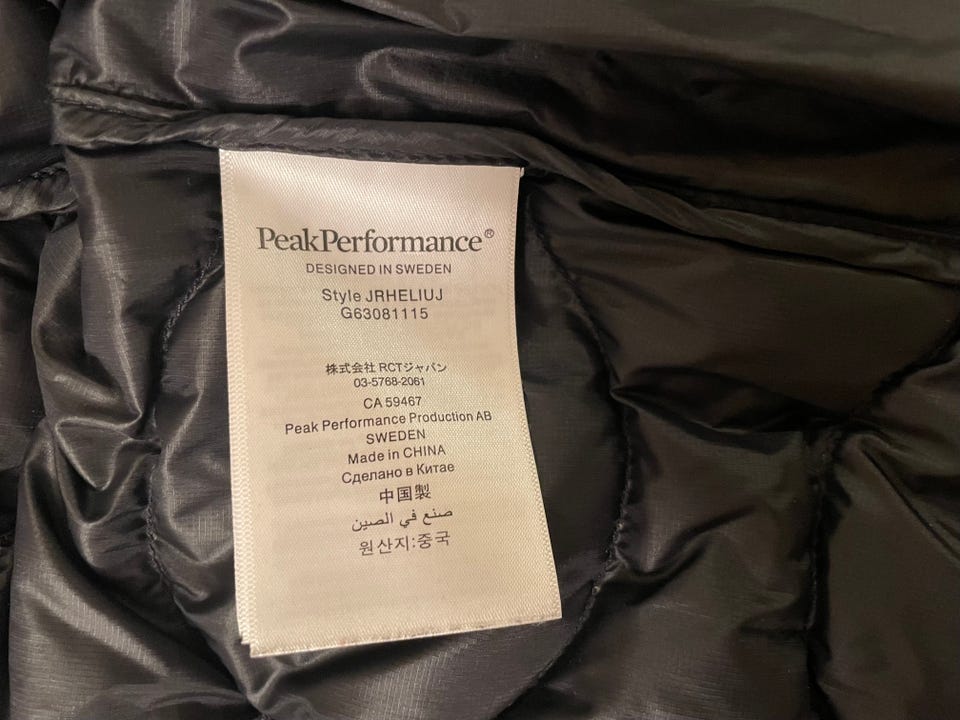 PeakPerformance®
DESIGNED IN SWEDEN
Style JRHELIUJ
G63081115
株式会社 RCTジャパン
03-5768-2061
CA 59467
Peak Performance Production AB
SWEDEN
Made in CHINA
Сделано в Китае
中国製
صنع في الصين
원산지:중국